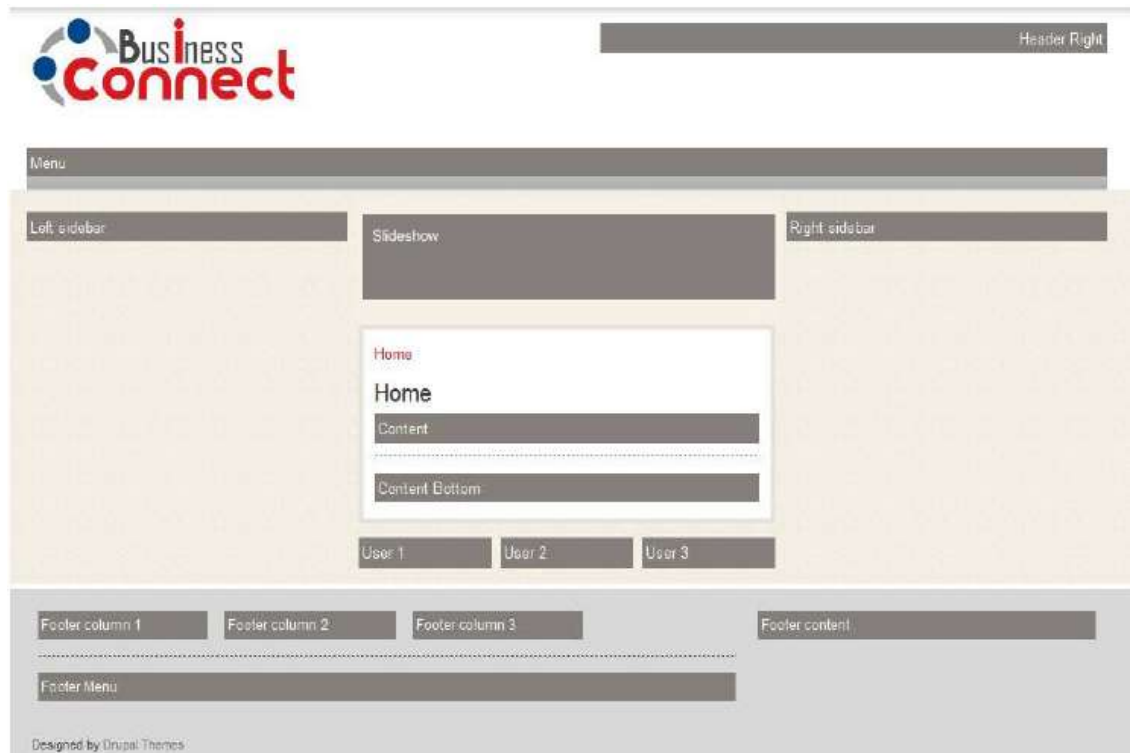 Business
Connect
Header Right
Menu
Left sidebar
Slideshow
Right sidebar
Home
Home
Content
Content Bottom
User 1
User 2
User 3
Footer column 1
Footer column 2
Footer column 3
Footer content
Footer Menu
Designed by Drupal Themes